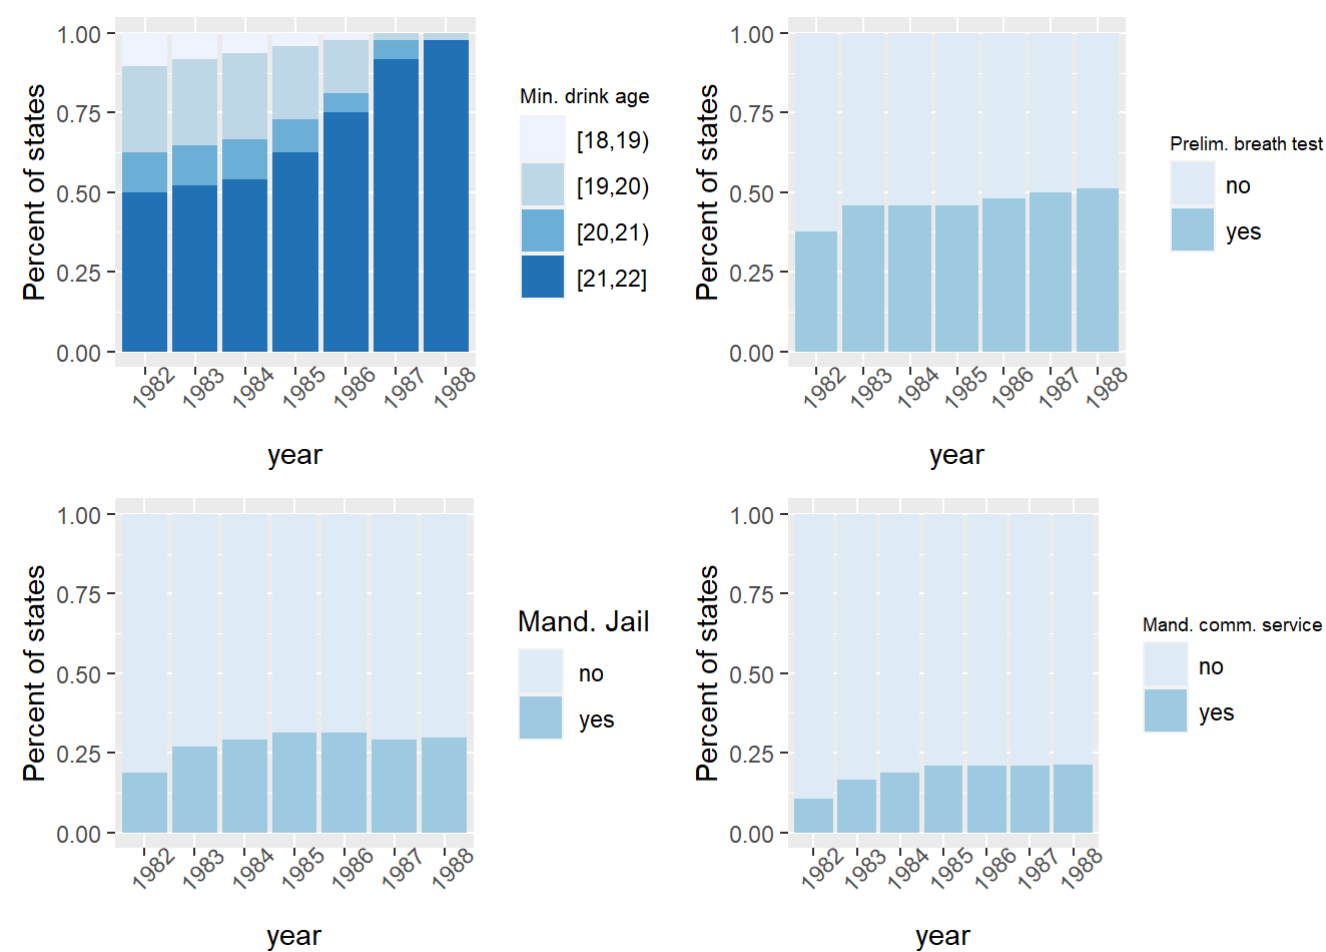 Percent of states
1.00
0.75
0.50
0.25
0.00
1982 1983 1984 1985 1986 1987 1988
year
Min. drink age
[18,19)
[19,20)
[20,21)
[21,22]
Percent of states
1.00
0.75
0.50
0.25
0.00
1982 1983 1984 1985 1986 1987 1988
year
Prelim. breath test
no
yes
Percent of states
1.00
0.75
0.50
0.25
0.00
1982 1983 1984 1985 1986 1987 1988
year
Mand. Jail
no
yes
Percent of states
1.00
0.75
0.50
0.25
0.00
1982 1983 1984 1985 1986 1987 1988
year
Mand. comm. service
no
yes